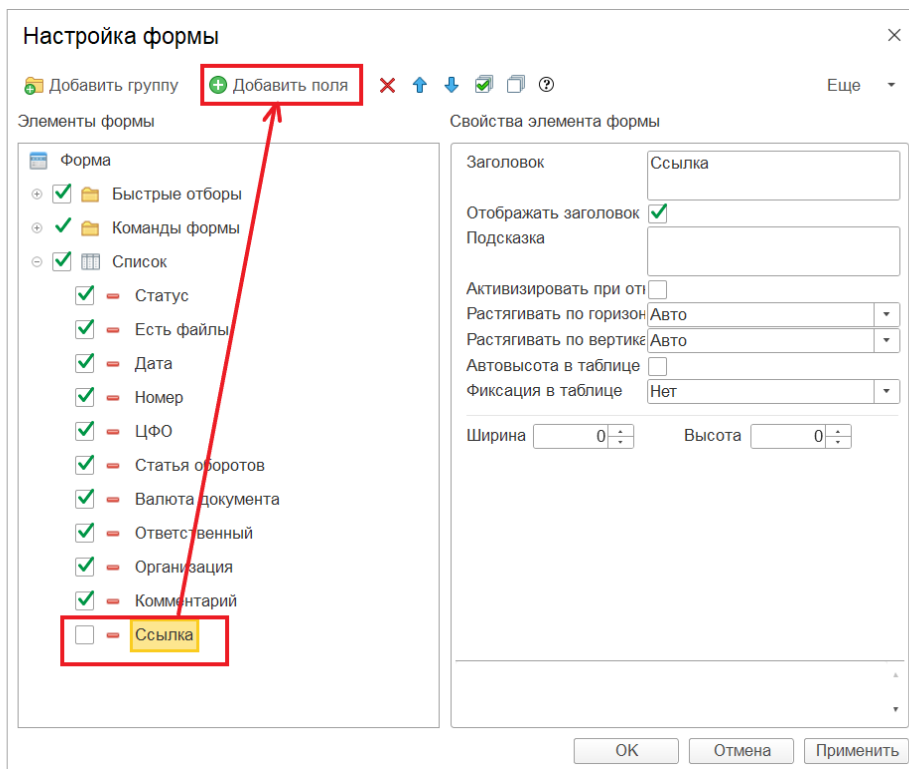 Настройка формы
Добавить группу Добавить поля Еще
Элементы формы Свойства элемента формы
Форма
Быстрые отборы
Команды формы
Список
Статус
Есть файлы
Дата
Номер
ЦФО
Статья оборотов
Валюта документа
Ответственный
Организация
Комментарий
Ссылка
Заголовок Ссылка
Отображать заголовок
Подсказка
Активизировать при отн
Растягивать по горизон Авто
Растягивать по вертика Авто
Автовысота в таблице
Фиксация в таблице Нет
Ширина 0 Высота 0
ОК Отмена Применить